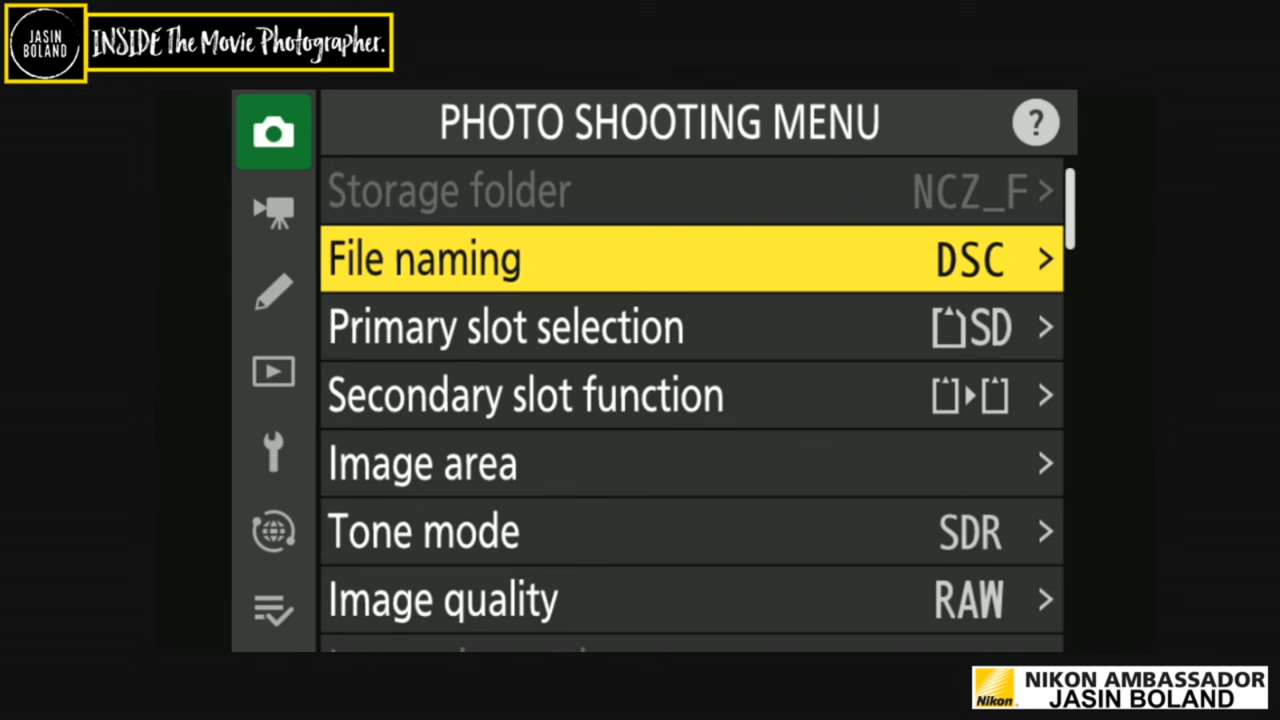 JASIN
BOLAND
INSIDE The Movie Photographer.
PHOTO SHOOTING MENU ?
Storage folder NCZ_F >
File naming DSC >
Primary slot selection SD >
Secondary slot function >
Image area >
Tone mode SDR >
Image quality RAW >
Nikon
NIKON AMBASSADOR
JASIN BOLAND